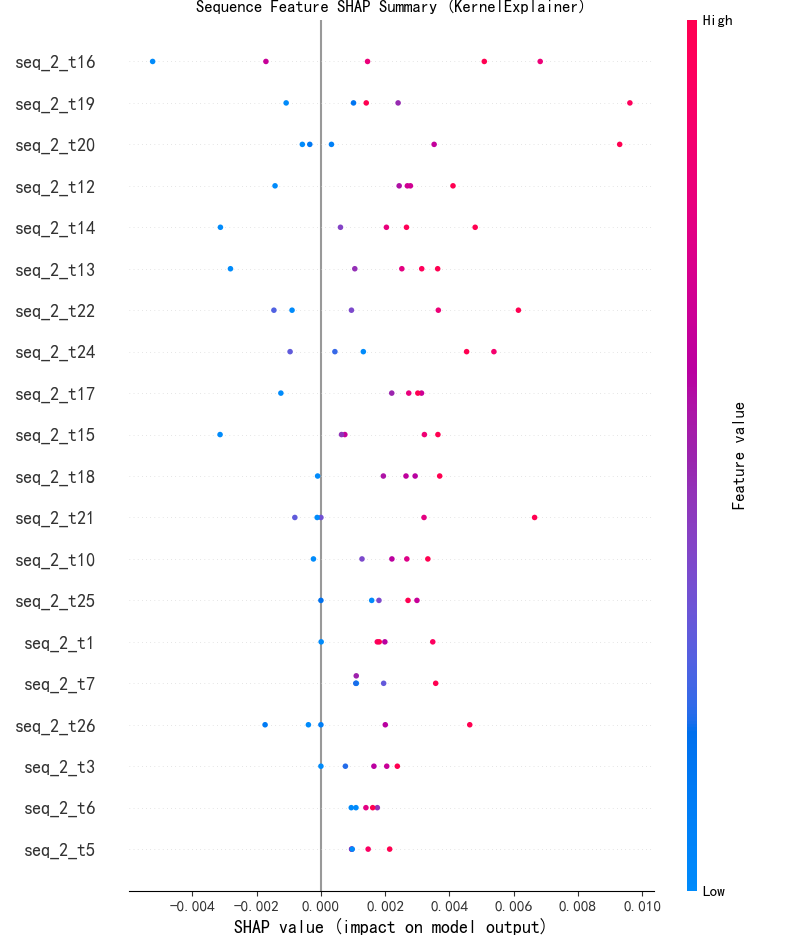 Sequence Feature SHAP Summary (KernelExplainer)
High
seq_2_t16
seq_2_t19
seq_2_t20
seq_2_t12
seq_2_t14
seq_2_t13
seq_2_t22
seq_2_t24
seq_2_t17
seq_2_t15
seq_2_t18
seq_2_t21
seq_2_t10
seq_2_t25
seq_2_t1
seq_2_t7
seq_2_t26
seq_2_t3
seq_2_t6
seq_2_t5
Feature value
Low
−0.004 −0.002 0.000 0.002 0.004 0.006 0.008 0.010
SHAP value (impact on model output)